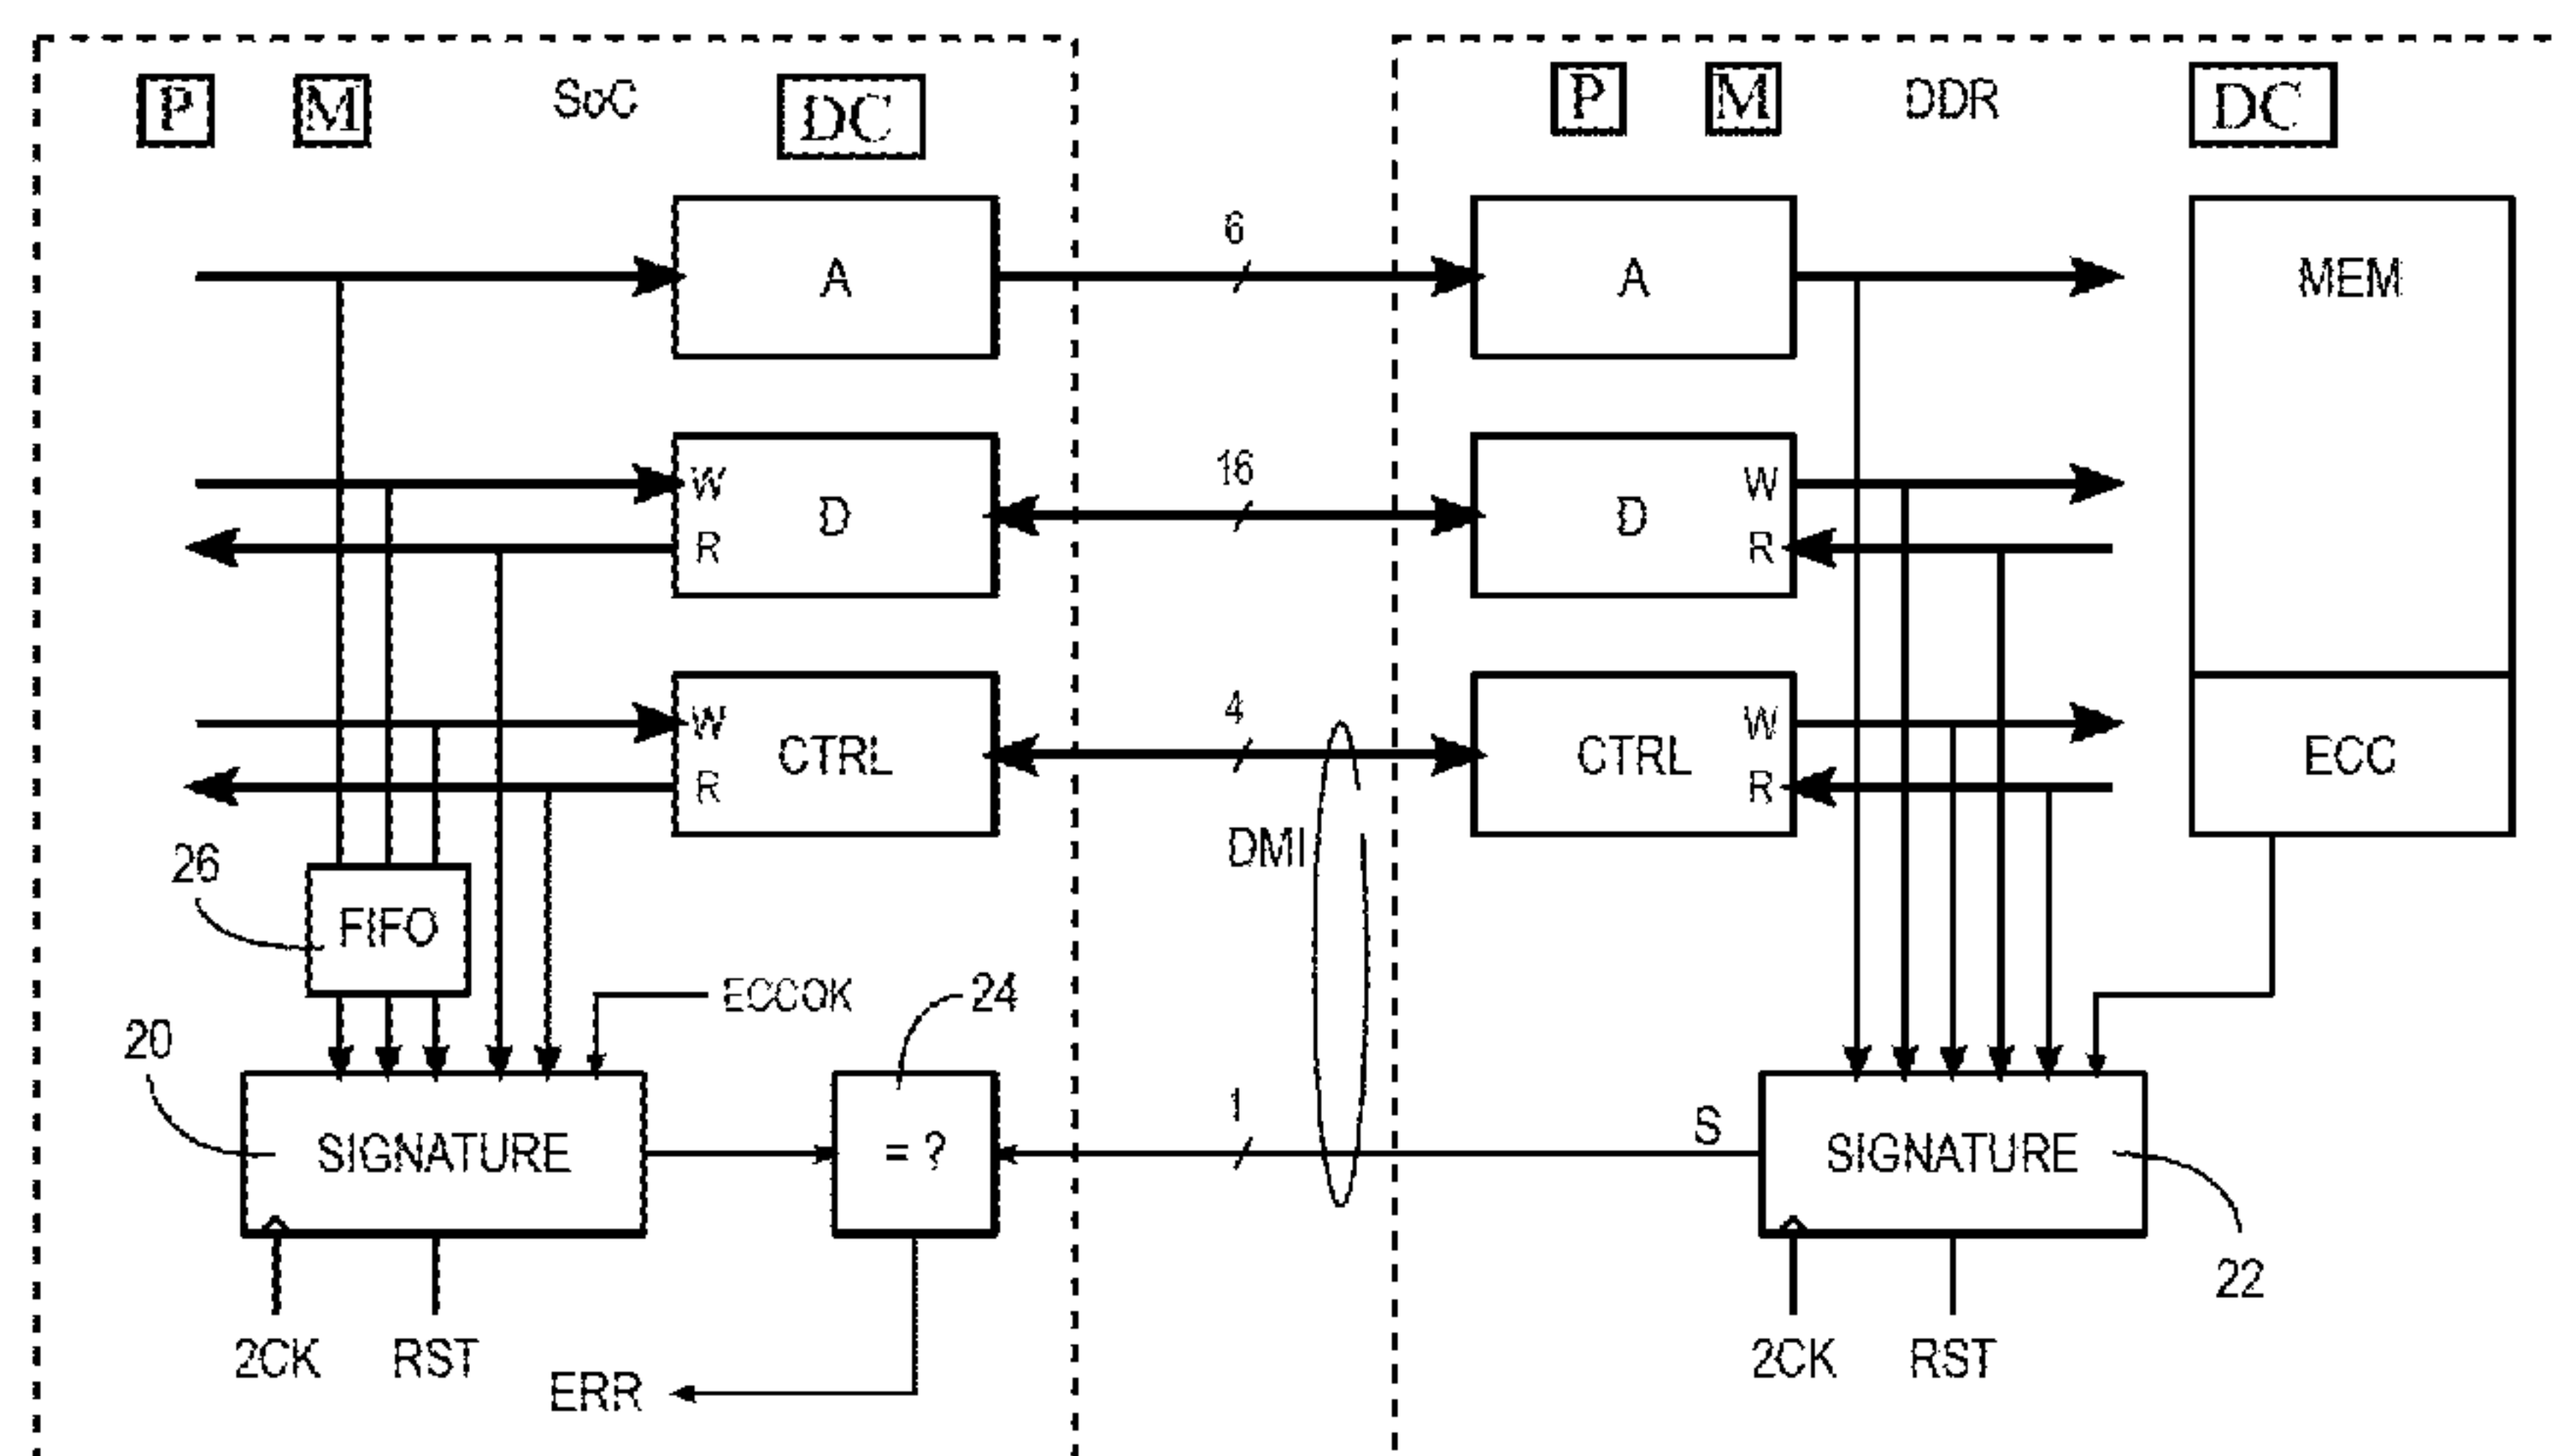 P M SoC DC
P M DDR DC
A 6 A MEM
W D 16 D W
R R
W CTRL 4 CTRL W ECC
R R
DMI
26 FIFO
ECCOK 24
20 SIGNATURE = ? 1 S SIGNATURE
22
2CK RST 2CK RST
ERR